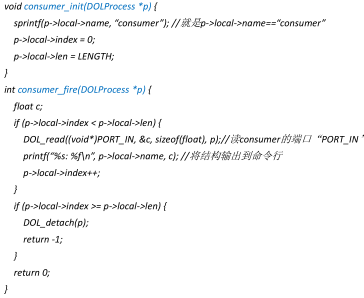 void consumer_init(DOLProcess *p) {
sprintf(p->local->name, “consumer”); //就是p->local->name==“consumer”
p->local->index = 0;
p->local->len = LENGTH;
}
int consumer_fire(DOLProcess *p) {
float c;
if (p->local->index < p->local->len) {
DOL_read((void*)PORT_IN, &c, sizeof(float), p);//读consumer的端口“PORT_IN”
printf(“%s: %f\n”, p->local->name, c); //将结构输出到命令行
p->local->index++;
}
if (p->local->index >= p->local->len) {
DOL_detach(p);
return -1;
}
return 0;
}